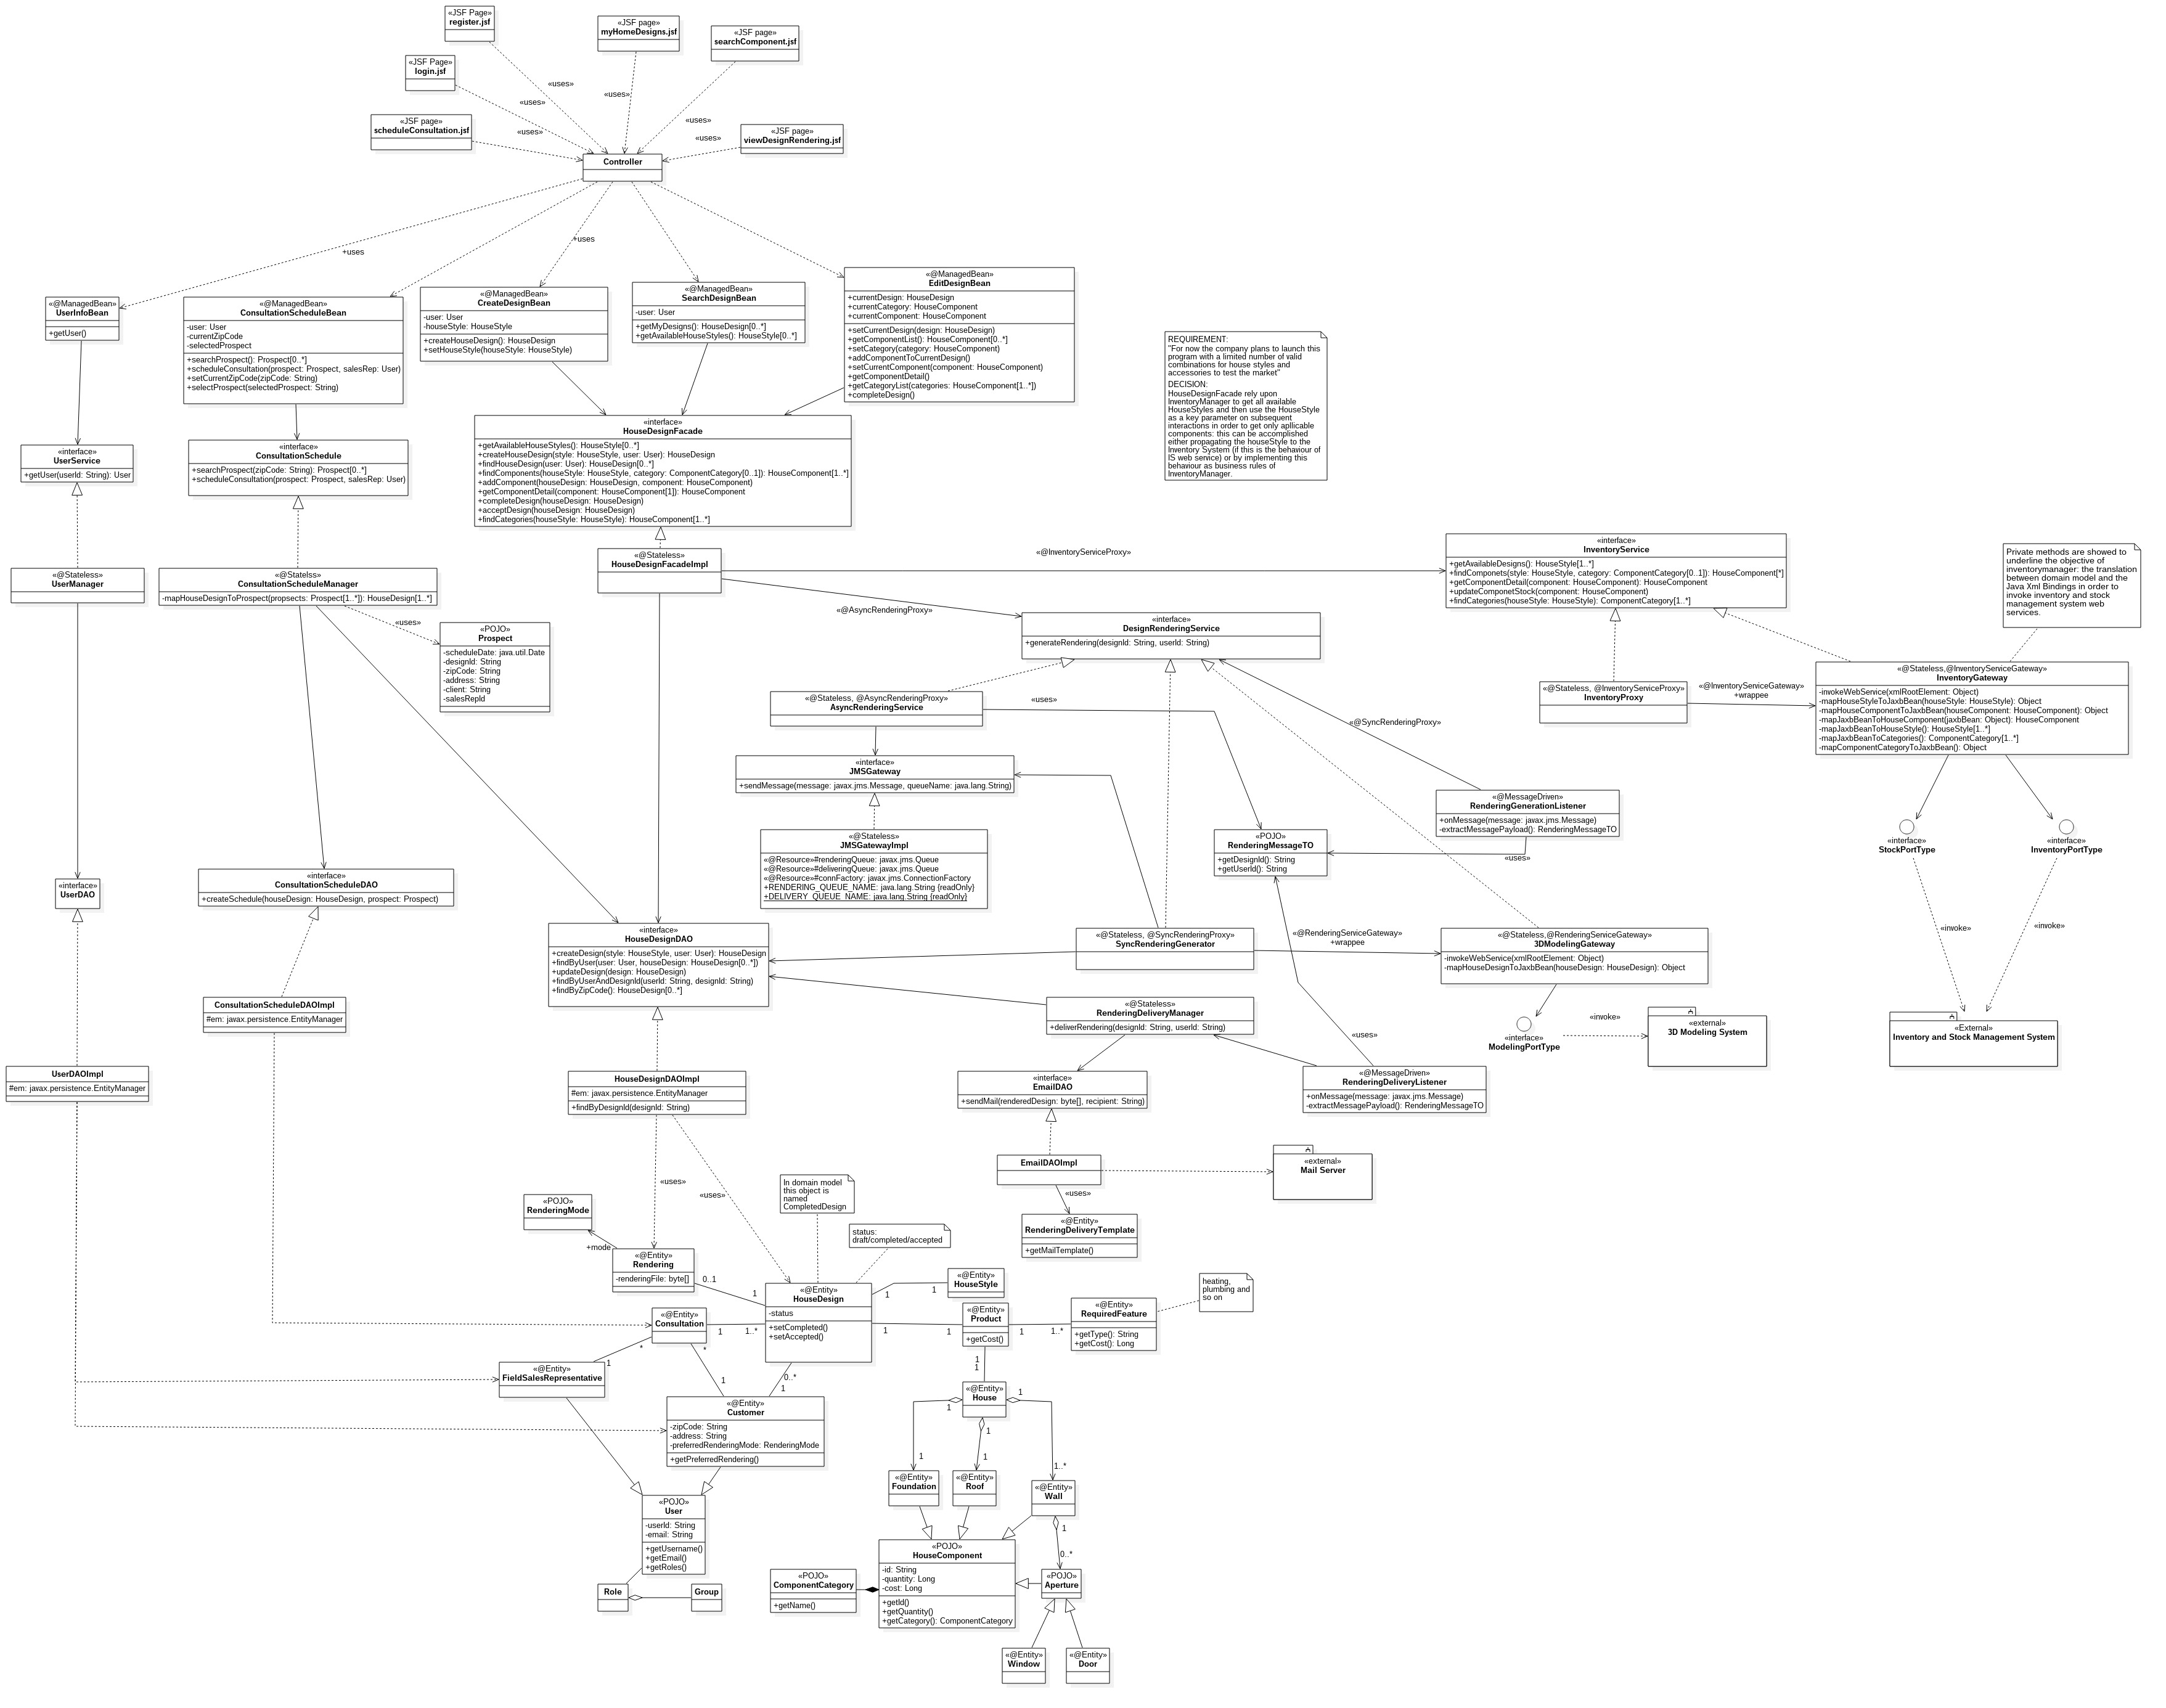 «JSF Page»
register.jsf
«JSF page»
myHomeDesigns.jsf
«JSF page»
searchComponent.jsf
«JSF Page»
login.jsf
«uses»
«uses»
«uses»
«JSF page»
scheduleConsultation.jsf
«uses»
«uses»
«uses»
«JSF page»
viewDesignRendering.jsf
Controller
+uses
+uses
«@ManagedBean»
UserInfoBean
+getUser()
«@ManagedBean»
ConsultationScheduleBean
-user: User
-currentZipCode
-selectedProspect
+searchProspect(): Prospect[0..*]
+scheduleConsultation(prospect: Prospect, salesRep: User)
+setCurrentZipCode(zipCode: String)
+selectProspect(selectedProspect: String)
«@ManagedBean»
CreateDesignBean
-user: User
-houseStyle: HouseStyle
+createHouseDesign(): HouseDesign
+setHouseStyle(houseStyle: HouseStyle)
«@ManagedBean»
SearchDesignBean
-user: User
+getMyDesigns(): HouseDesign[0..*]
+getAvailableHouseStyles(): HouseStyle[0..*]
«@ManagedBean»
EditDesignBean
+currentDesign: HouseDesign
+currentCategory: HouseComponent
+currentComponent: HouseComponent
+setCurrentDesign(design: HouseDesign)
+getComponentList(): HouseComponent[0..*]
+setCategory(category: HouseComponent)
+addComponentToCurrentDesign()
+setCurrentComponent(component: HouseComponent)
+getComponentDetail()
+getCategoryList(categories: HouseComponent[1..*])
+completeDesign()
REQUIREMENT:
"For now the company plans to launch this
program with a limited number of valid
combinations for house styles and
accessories to test the market"
DECISION:
HouseDesignFacade rely upon
InventoryManager to get all available
HouseStyles and then use the HouseStyle
as a key parameter on subsequent
interactions in order to get only apllicable
components: this can be accomplished
either propagating the houseStyle to the
Inventory System (if this is the behaviour of
IS web service) or by implementing this
behaviour as business rules of
InventoryManager.
«interface»
UserService
+getUser(userId: String): User
«interface»
ConsultationSchedule
+searchProspect(zipCode: String): Prospect[0..*]
+scheduleConsultation(prospect: Prospect, salesRep: User)
«interface»
HouseDesignFacade
+getAvailableHouseStyles(): HouseStyle[0..*]
+createHouseDesign(style: HouseStyle, user: User): HouseDesign
+findHouseDesign(user: User): HouseDesign[0..*]
+findComponents(houseStyle: HouseStyle, category: ComponentCategory[0..1]): HouseComponent[1..*]
+addComponent(houseDesign: HouseDesign, component: HouseComponent)
+getComponentDetail(component: HouseComponent[1]): HouseComponent
+completeDesign(houseDesign: HouseDesign)
+acceptDesign(houseDesign: HouseDesign)
+findCategories(houseStyle: HouseStyle): HouseComponent[1..*]
«@Stateless»
UserManager
«@Statelss»
ConsultationScheduleManager
-mapHouseDesignToProspect(propsects: Prospect[1..*]): HouseDesign[1..*]
«@Stateless»
HouseDesignFacadeImpl
«@InventoryServiceProxy»
«@AsyncRenderingProxy»
«interface»
InventoryService
+getAvailableDesigns(): HouseStyle[1..*]
+findComponets(style: HouseStyle, category: ComponentCategory[0..1]): HouseComponent[*]
+getComponentDetail(component: HouseComponent): HouseComponent
+updateComponetStock(component: HouseComponent)
+findCategories(houseStyle: HouseStyle): ComponentCategory[1..*]
Private methods are showed to
underline the objective of
inventorymanager: the translation
between domain model and the
Java Xml Bindings in order to
invoke inventory and stock
management system web
services.
«uses»
«POJO»
Prospect
-scheduleDate: java.util.Date
-designId: String
-zipCode: String
-address: String
-client: String
-salesRepId
«interface»
DesignRenderingService
+generateRendering(designId: String, userId: String)
«@Stateless, @AsyncRenderingProxy»
AsyncRenderingService
«uses»
«@SyncRenderingProxy»
«@Stateless, @InventoryServiceProxy»
InventoryProxy
«@InventoryServiceGateway»
+wrappee
«@Stateless,@InventoryServiceGateway»
InventoryGateway
-invokeWebService(xmlRootElement: Object)
-mapHouseStyleToJaxbBean(houseStyle: HouseStyle): Object
-mapHouseComponentToJaxbBean(houseComponent: HouseComponent): Object
-mapJaxbBeanToHouseComponent(jaxbBean: Object): HouseComponent
-mapJaxbBeanToHouseStyle(): HouseStyle[1..*]
-mapJaxbBeanToCategories(): ComponentCategory[1..*]
-mapComponentCategoryToJaxbBean(): Object
«interface»
JMSGateway
+sendMessage(message: javax.jms.Message, queueName: java.lang.String)
«@MessageDriven»
RenderingGenerationListener
+onMessage(message: javax.jms.Message)
-extractMessagePayload(): RenderingMessageTO
«@Stateless»
JMSGatewayImpl
«@Resource»#renderingQueue: javax.jms.Queue
«@Resource»#deliveringQueue: javax.jms.Queue
«@Resource»#connFactory: javax.jms.ConnectionFactory
+RENDERING_QUEUE_NAME: java.lang.String {readOnly}
+DELIVERY_QUEUE_NAME: java.lang.String {readOnly}
«POJO»
RenderingMessageTO
+getDesignId(): String
+getUserId(): String
«uses»
«interface»
StockPortType
«interface»
InventoryPortType
«interface»
UserDAO
«interface»
ConsultationScheduleDAO
+createSchedule(houseDesign: HouseDesign, prospect: Prospect)
«interface»
HouseDesignDAO
+createDesign(style: HouseStyle, user: User): HouseDesign
+findByUser(user: User, houseDesign: HouseDesign[0..*])
+updateDesign(design: HouseDesign)
+findByUserAndDesignId(userId: String, designId: String)
+findByZipCode(): HouseDesign[0..*]
«@Stateless, @SyncRenderingProxy»
SyncRenderingGenerator
«@RenderingServiceGateway»
+wrappee
«@Stateless,@RenderingServiceGateway»
3DModelingGateway
-invokeWebService(xmlRootElement: Object)
-mapHouseDesignToJaxbBean(houseDesign: HouseDesign): Object
«invoke»
«invoke»
ConsultationScheduleDAOImpl
#em: javax.persistence.EntityManager
«@Stateless»
RenderingDeliveryManager
+deliverRendering(designId: String, userId: String)
«uses»
«interface»
ModelingPortType
«invoke»
«external»
3D Modeling System
«External»
Inventory and Stock Management System
UserDAOImpl
#em: javax.persistence.EntityManager
HouseDesignDAOImpl
#em: javax.persistence.EntityManager
+findByDesignId(designId: String)
«interface»
EmailDAO
+sendMail(renderedDesign: byte[], recipient: String)
«@MessageDriven»
RenderingDeliveryListener
+onMessage(message: javax.jms.Message)
-extractMessagePayload(): RenderingMessageTO
EmailDAOImpl
«external»
Mail Server
«uses»
«uses»
«uses»
In domain model
this object is
named
CompletedDesign
«POJO»
RenderingMode
+mode
status:
draft/completed/accepted
«@Entity»
RenderingDeliveryTemplate
+getMailTemplate()
«@Entity»
Rendering
-renderingFile: byte[]
0..1
1
«@Entity»
HouseDesign
-status
+setCompleted()
+setAccepted()
1
1
«@Entity»
HouseStyle
heating,
plumbing and
so on
«@Entity»
Consultation
1
1..*
1
1
«@Entity»
Product
+getCost()
1
1..*
«@Entity»
RequiredFeature
+getType(): String
+getCost(): Long
*
1
*
1
0..*
1
1
1
«@Entity»
FieldSalesRepresentative
«@Entity»
Customer
-zipCode: String
-address: String
-preferredRenderingMode: RenderingMode
+getPreferredRendering()
«@Entity»
House
1
1
1
1
1
1..*
«@Entity»
Foundation
«@Entity»
Roof
«@Entity»
Wall
«POJO»
User
-userId: String
-email: String
+getUsername()
+getEmail()
+getRoles()
1
0..*
«POJO»
HouseComponent
-id: String
-quantity: Long
-cost: Long
+getId()
+getQuantity()
+getCategory(): ComponentCategory
«POJO»
ComponentCategory
+getName()
«POJO»
Aperture
Role
Group
«@Entity»
Window
«@Entity»
Door